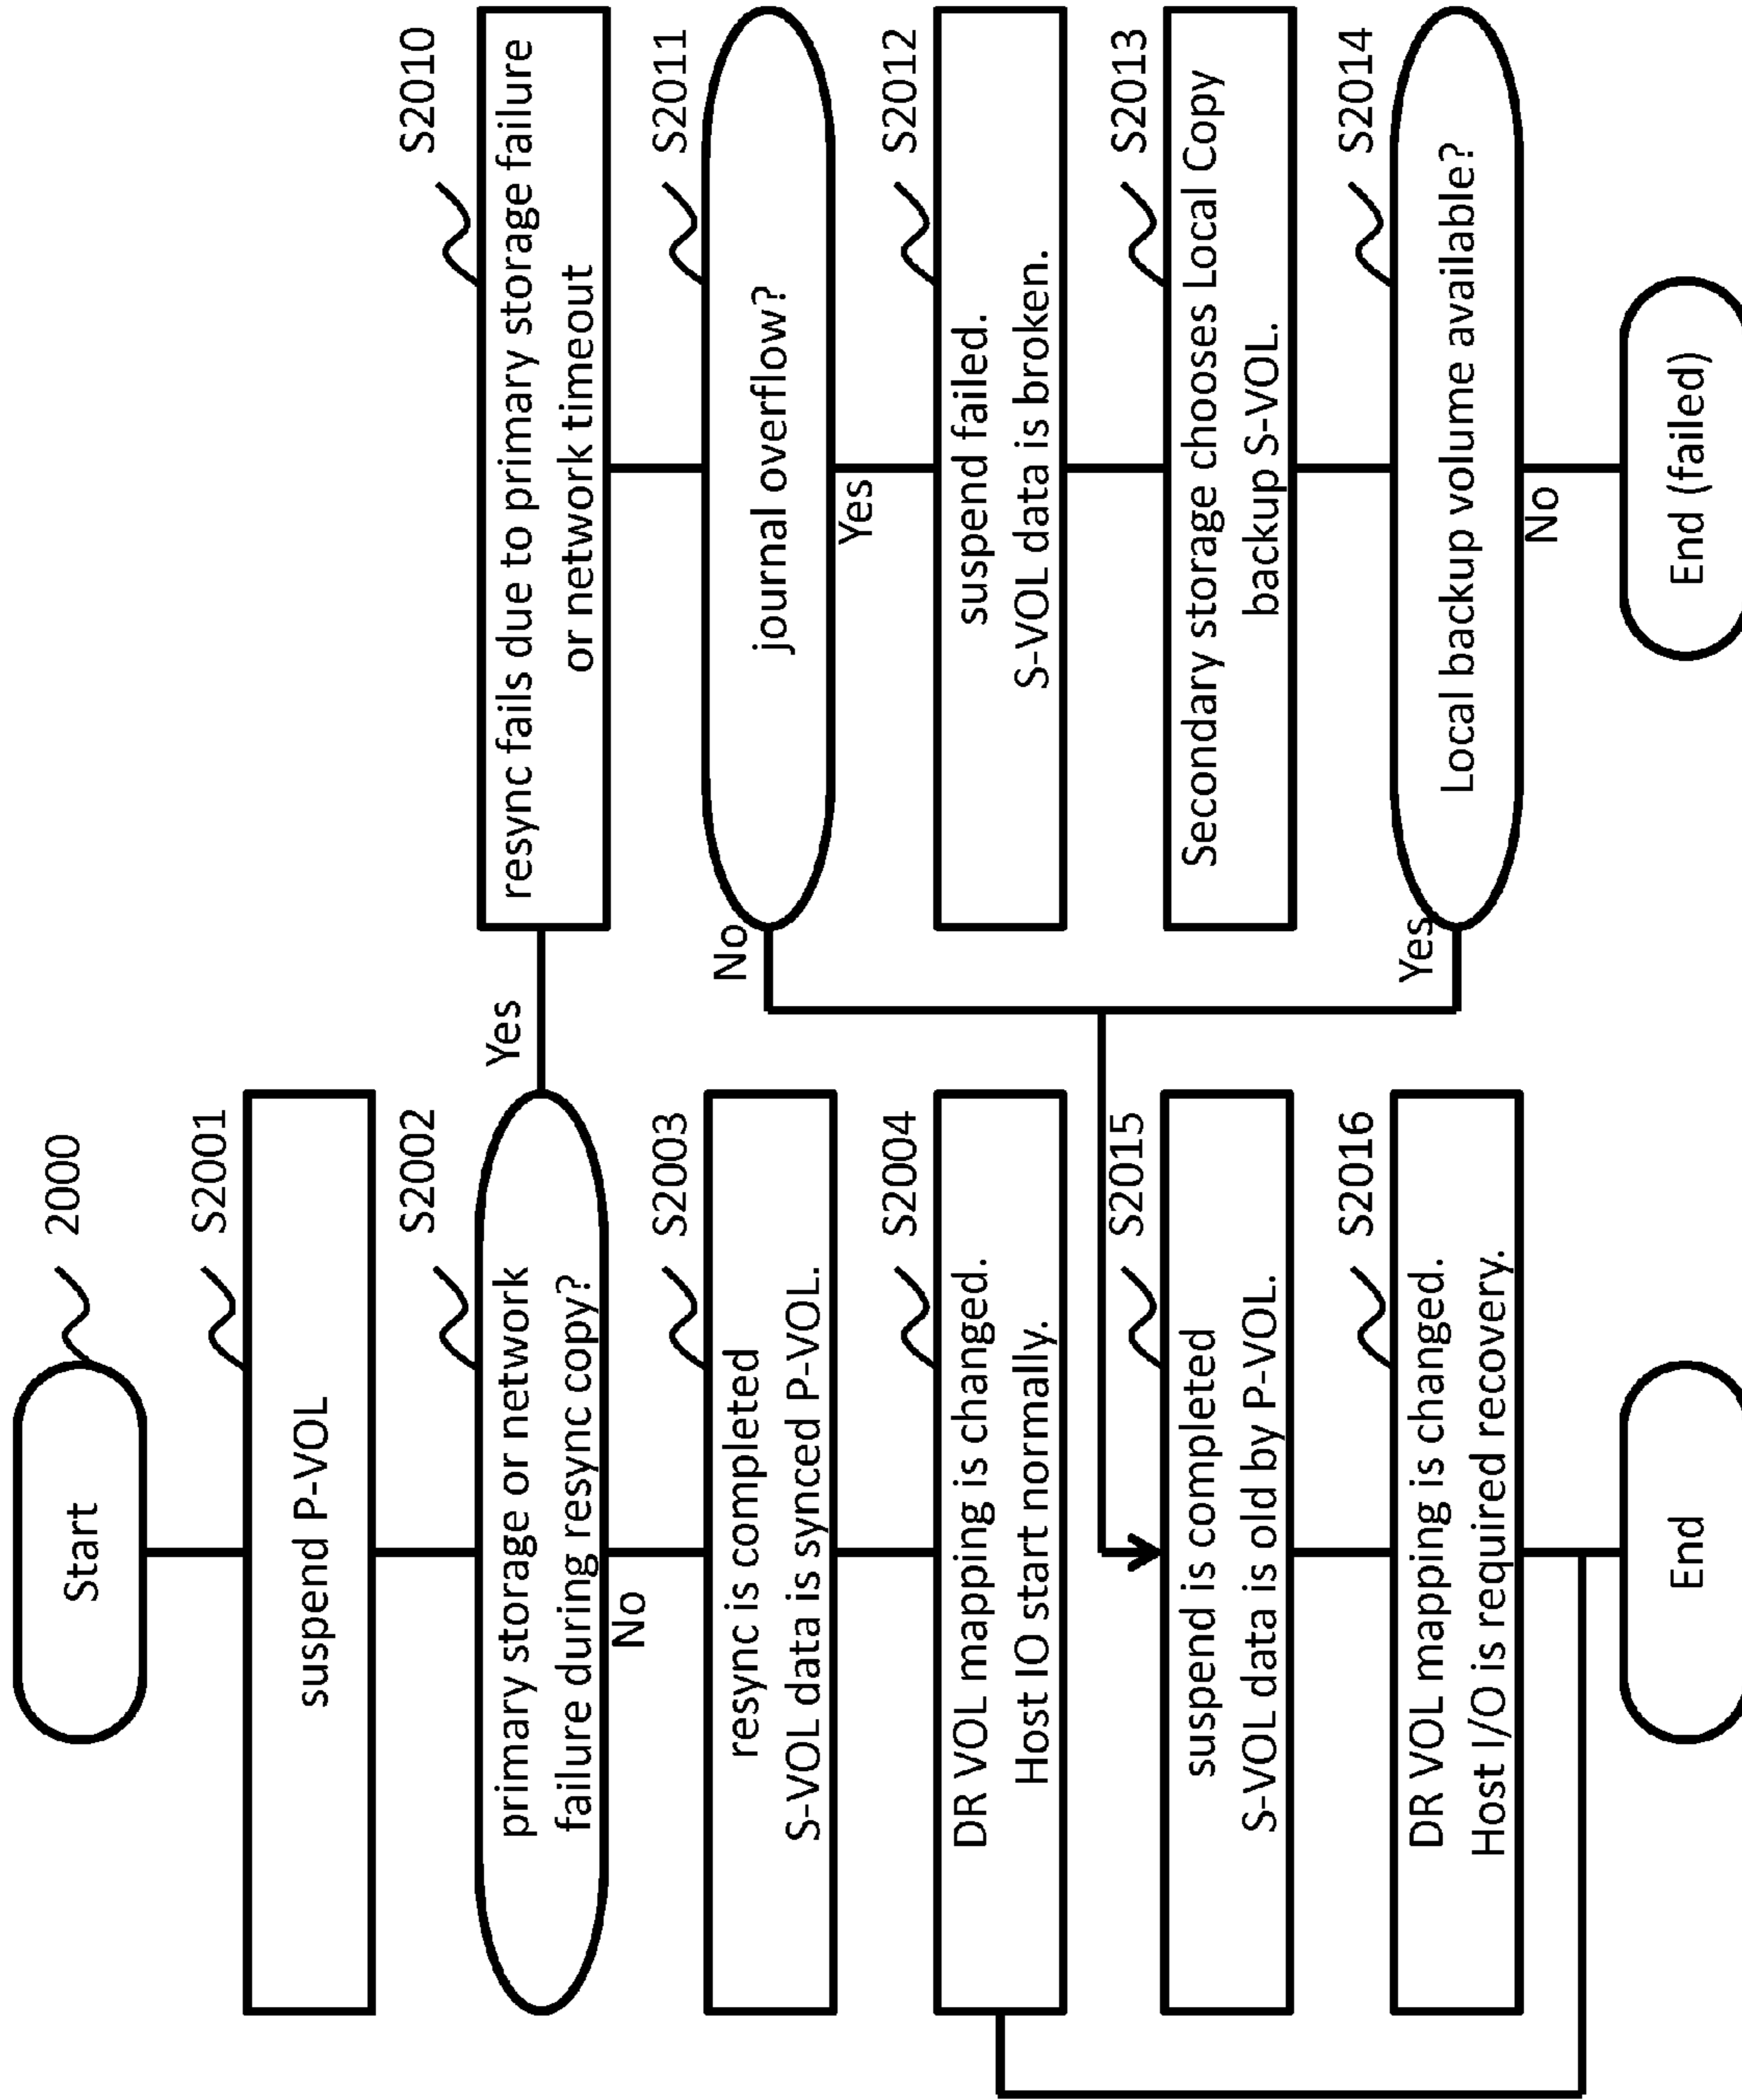 Start
2000
S2001
suspend P-VOL
S2002
primary storage or network
failure during resync copy?
Yes
No
S2003
resync is completed
S-VOL data is synced P-VOL.
S2004
DR VOL mapping is changed.
Host IO start normally.
S2015
suspend is completed
S-VOL data is old by P-VOL.
S2016
DR VOL mapping is changed.
Host I/O is required recovery.
End
S2010
resync fails due to primary storage failure
or network timeout
S2011
journal overflow?
No
Yes
S2012
suspend failed.
S-VOL data is broken.
S2013
Secondary storage chooses Local Copy
backup S-VOL.
S2014
Local backup volume available?
Yes
No
End (failed)